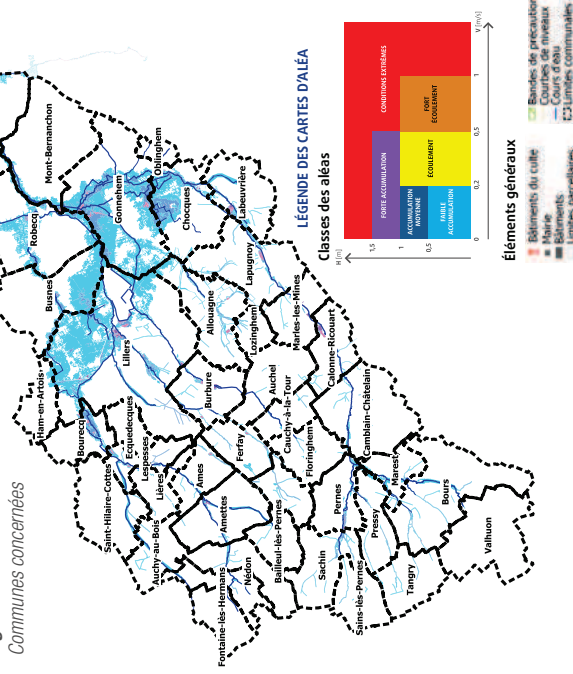 Communes concernées
Mont-Bernanchon
Robecq
Gonnehem
Oblinghem
Chocques
Labeuvrière
Busnes
Lapugnoy
Allouagne
Lozinghem
Marles-les-Mines
Lillers
Ham-en-Artois
Bourecq
Ecquedecques
Burbure
Auchel
Calonne-Ricouart
Cauchy-à-la-Tour
Camblain-Châtelain
Saint-Hilaire-Cottes
Lespesses
Lières
Ames
Ferfay
Floringhem
Marest
Auchy-au-Bois
Amettes
Pernes
Bours
Bailleul-lès-Pernes
Pressy
Valhuon
Fontaine-lès-Hermans
Nédon
Sachin
Sains-lès-Pernes
Tangry
LÉGENDE DES CARTES D'ALÉA
Classes des aléas
H [m]
1,5
1
0,5
0
0,2
0,5
1
V [m/s]
CONDITIONS EXTRÊMES
FORTE ACCUMULATION
ACCUMULATION
MOYENNE
FAIBLE
ACCUMULATION
ÉCOULEMENT
FORT
ÉCOULEMENT
Éléments généraux
Bâtiments du culte
Mairie
Bâtiments
Limites parcellaires
Bandes de précaution
Courbes de niveaux
Cours d'eau
Limites communales